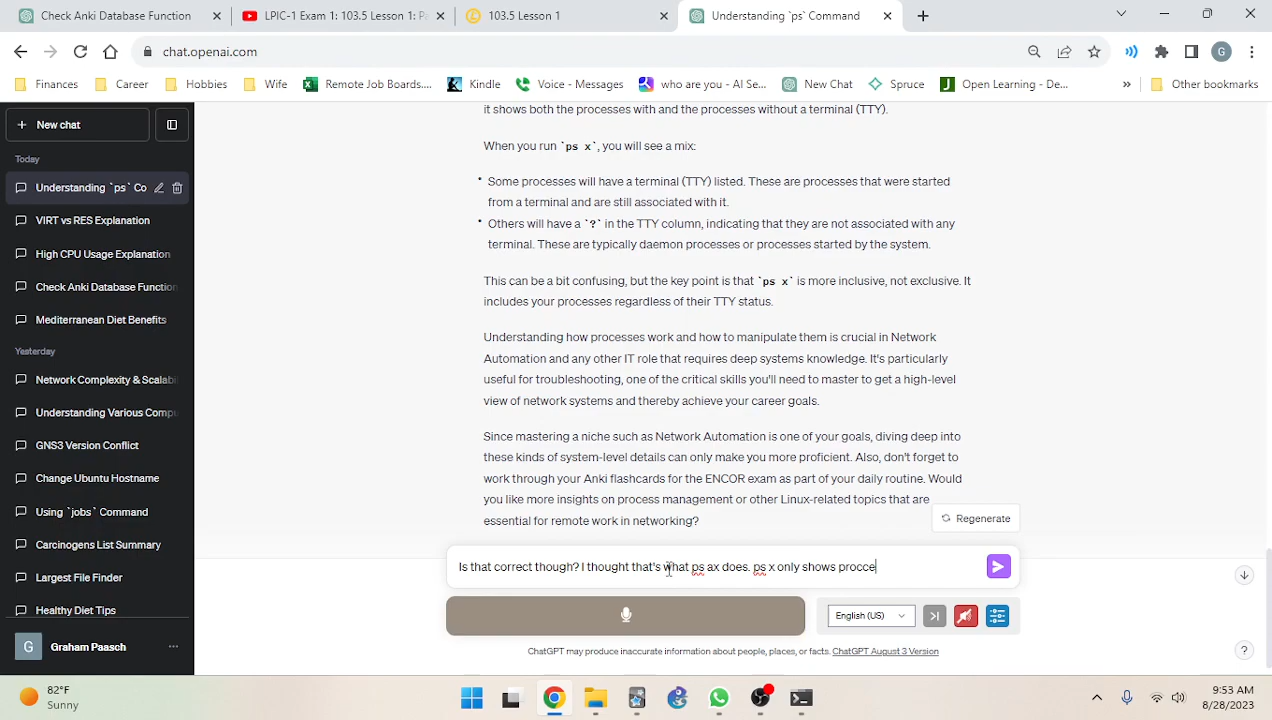 Check Anki Database Function
LPIC-1 Exam 1: 103.5 Lesson 1: Pa
103.5 Lesson 1
Understanding `ps` Command
chat.openai.com
G
Finances
Career
Hobbies
Wife
Remote Job Boards....
Kindle
Voice - Messages
who are you - AI Se...
New Chat
Spruce
Open Learning - De...
»
Other bookmarks
+ New chat
Today
Understanding `ps` Co
VIRT vs RES Explanation
High CPU Usage Explanation
Check Anki Database Function
Mediterranean Diet Benefits
Yesterday
Network Complexity & Scalabi
Understanding Various Compu
GNS3 Version Conflict
Change Ubuntu Hostname
Using `jobs` Command
Carcinogens List Summary
Largest File Finder
Healthy Diet Tips
G
Graham Paasch
...
it shows both the processes with and the processes without a terminal (TTY).
When you run `ps x`, you will see a mix:
• Some processes will have a terminal (TTY) listed. These are processes that were started
from a terminal and are still associated with it.
• Others will have a `?` in the TTY column, indicating that they are not associated with any
terminal. These are typically daemon processes or processes started by the system.
This can be a bit confusing, but the key point is that `ps x` is more inclusive, not exclusive. It
includes your processes regardless of their TTY status.
Understanding how processes work and how to manipulate them is crucial in Network
Automation and any other IT role that requires deep systems knowledge. It's particularly
useful for troubleshooting, one of the critical skills you'll need to master to get a high-level
view of network systems and thereby achieve your career goals.
Since mastering a niche such as Network Automation is one of your goals, diving deep into
these kinds of system-level details can only make you more proficient. Also, don't forget to
work through your Anki flashcards for the ENCOR exam as part of your daily routine. Would
you like more insights on process management or other Linux-related topics that are
essential for remote work in networking?
Regenerate
Is that correct though? I thought that's what ps ax does. ps x only shows procce
English (US)
ChatGPT may produce inaccurate information about people, places, or facts. ChatGPT August 3 Version
?
82°F
Sunny
9:53 AM
8/28/2023